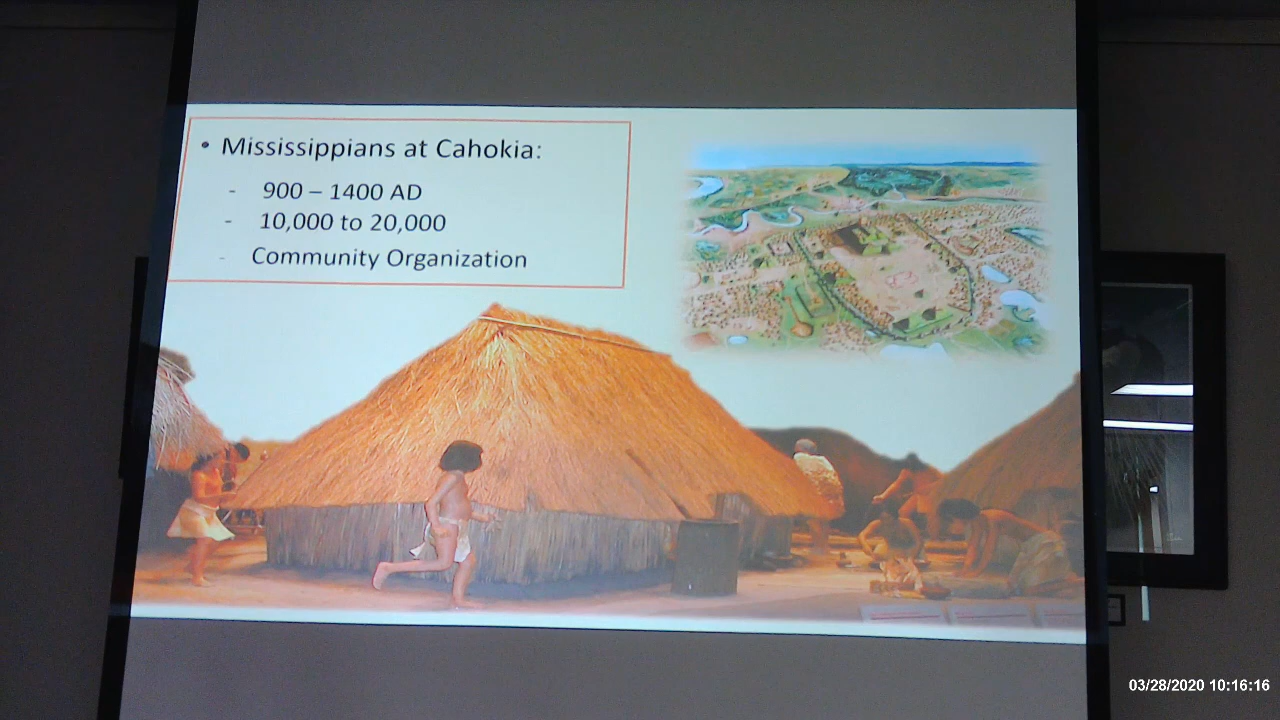 • Mississippians at Cahokia:
- 900 – 1400 AD
- 10,000 to 20,000
- Community Organization
03/28/2020 10:16:16